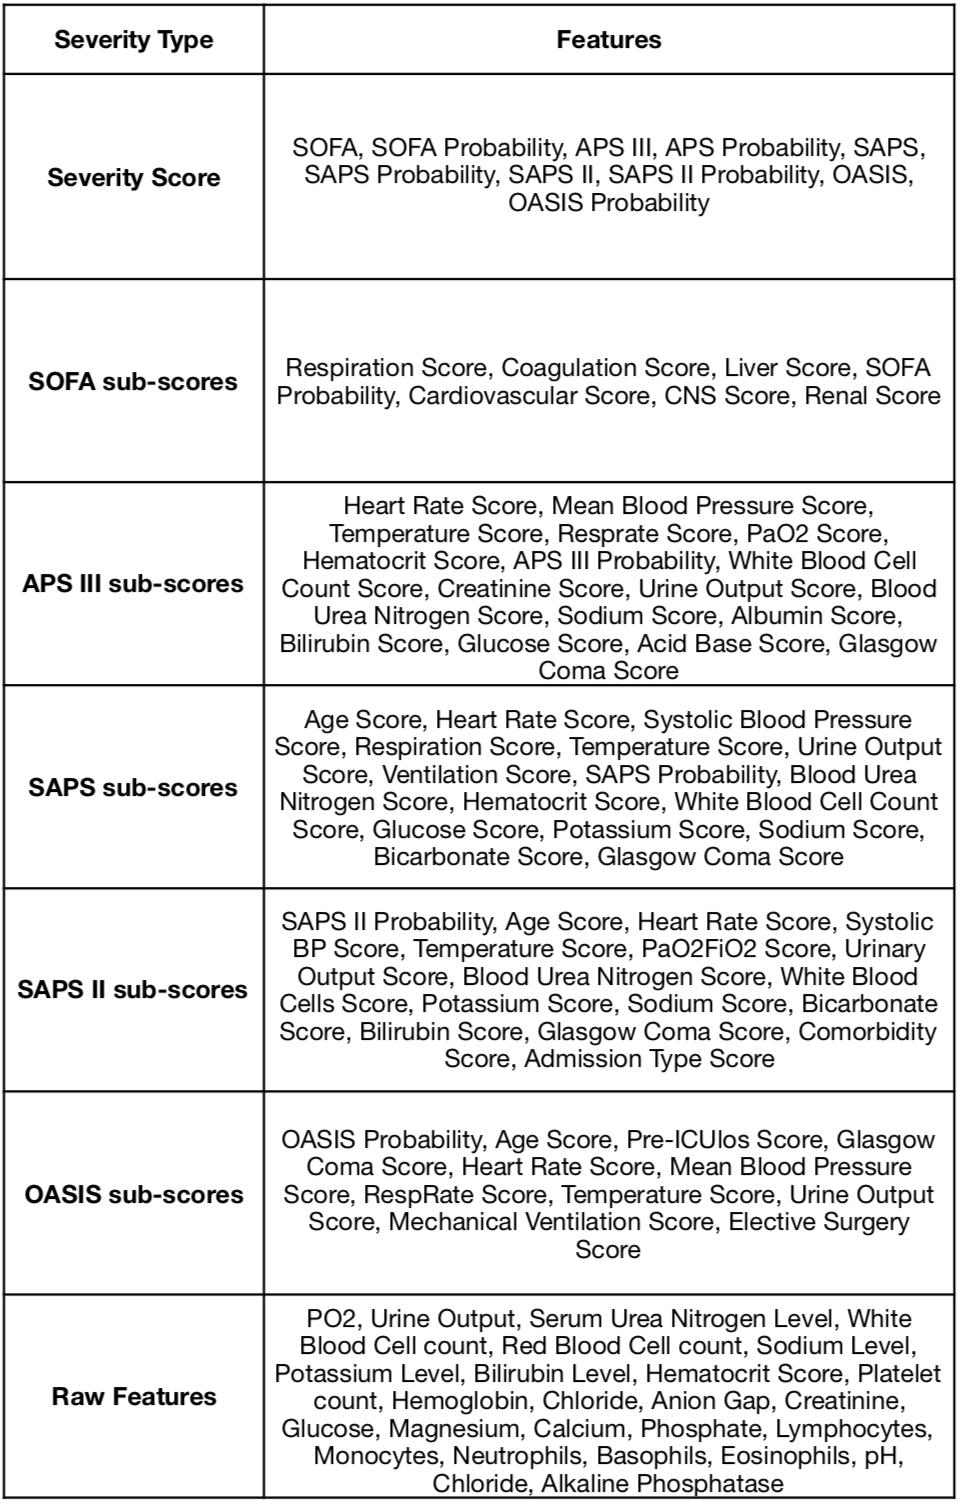 Severity Type
Features
Severity Score
SOFA, SOFA Probability, APS III, APS Probability, SAPS,
SAPS Probability, SAPS II, SAPS II Probability, OASIS,
OASIS Probability
SOFA sub-scores
Respiration Score, Coagulation Score, Liver Score, SOFA
Probability, Cardiovascular Score, CNS Score, Renal Score
APS III sub-scores
Heart Rate Score, Mean Blood Pressure Score,
Temperature Score, Resprate Score, PaO2 Score,
Hematocrit Score, APS III Probability, White Blood Cell
Count Score, Creatinine Score, Urine Output Score, Blood
Urea Nitrogen Score, Sodium Score, Albumin Score,
Bilirubin Score, Glucose Score, Acid Base Score, Glasgow
Coma Score
SAPS sub-scores
Age Score, Heart Rate Score, Systolic Blood Pressure
Score, Respiration Score, Temperature Score, Urine Output
Score, Ventilation Score, SAPS Probability, Blood Urea
Nitrogen Score, Hematocrit Score, White Blood Cell Count
Score, Glucose Score, Potassium Score, Sodium Score,
Bicarbonate Score, Glasgow Coma Score
SAPS II sub-scores
SAPS II Probability, Age Score, Heart Rate Score, Systolic
BP Score, Temperature Score, PaO2FiO2 Score, Urinary
Output Score, Blood Urea Nitrogen Score, White Blood
Cells Score, Potassium Score, Sodium Score, Bicarbonate
Score, Bilirubin Score, Glasgow Coma Score, Comorbidity
Score, Admission Type Score
OASIS sub-scores
OASIS Probability, Age Score, Pre-ICUlos Score, Glasgow
Coma Score, Heart Rate Score, Mean Blood Pressure
Score, RespRate Score, Temperature Score, Urine Output
Score, Mechanical Ventilation Score, Elective Surgery
Score
Raw Features
PO2, Urine Output, Serum Urea Nitrogen Level, White
Blood Cell count, Red Blood Cell count, Sodium Level,
Potassium Level, Bilirubin Level, Hematocrit Score, Platelet
count, Hemoglobin, Chloride, Anion Gap, Creatinine,
Glucose, Magnesium, Calcium, Phosphate, Lymphocytes,
Monocytes, Neutrophils, Basophils, Eosinophils, pH,
Chloride, Alkaline Phosphatase